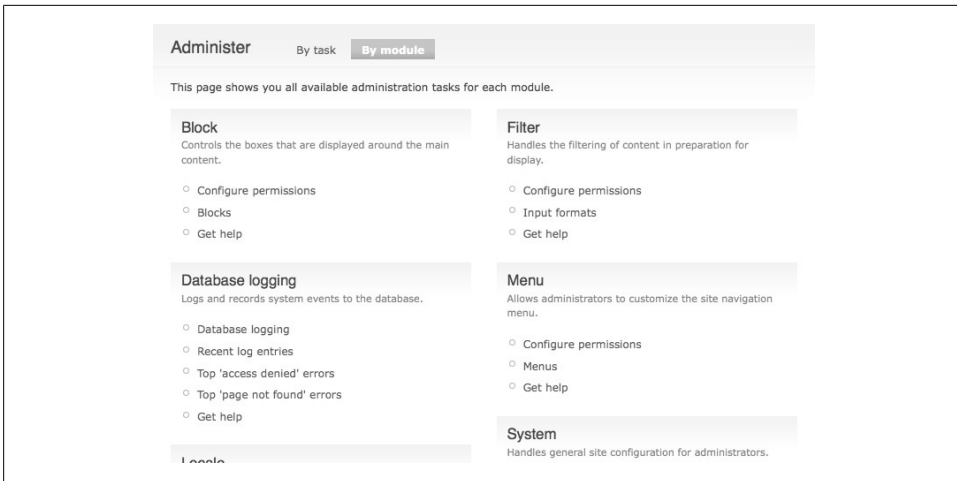 Administer By task By module
This page shows you all available administration tasks for each module.
Block
Controls the boxes that are displayed around the main
content.
Configure permissions
Blocks
Get help
Database logging
Logs and records system events to the database.
Database logging
Recent log entries
Top 'access denied' errors
Top 'page not found' errors
Get help
Locale
Filter
Handles the filtering of content in preparation for
display.
Configure permissions
Input formats
Get help
Menu
Allows administrators to customize the site navigation
menu.
Configure permissions
Menus
Get help
System
Handles general site configuration for administrators.